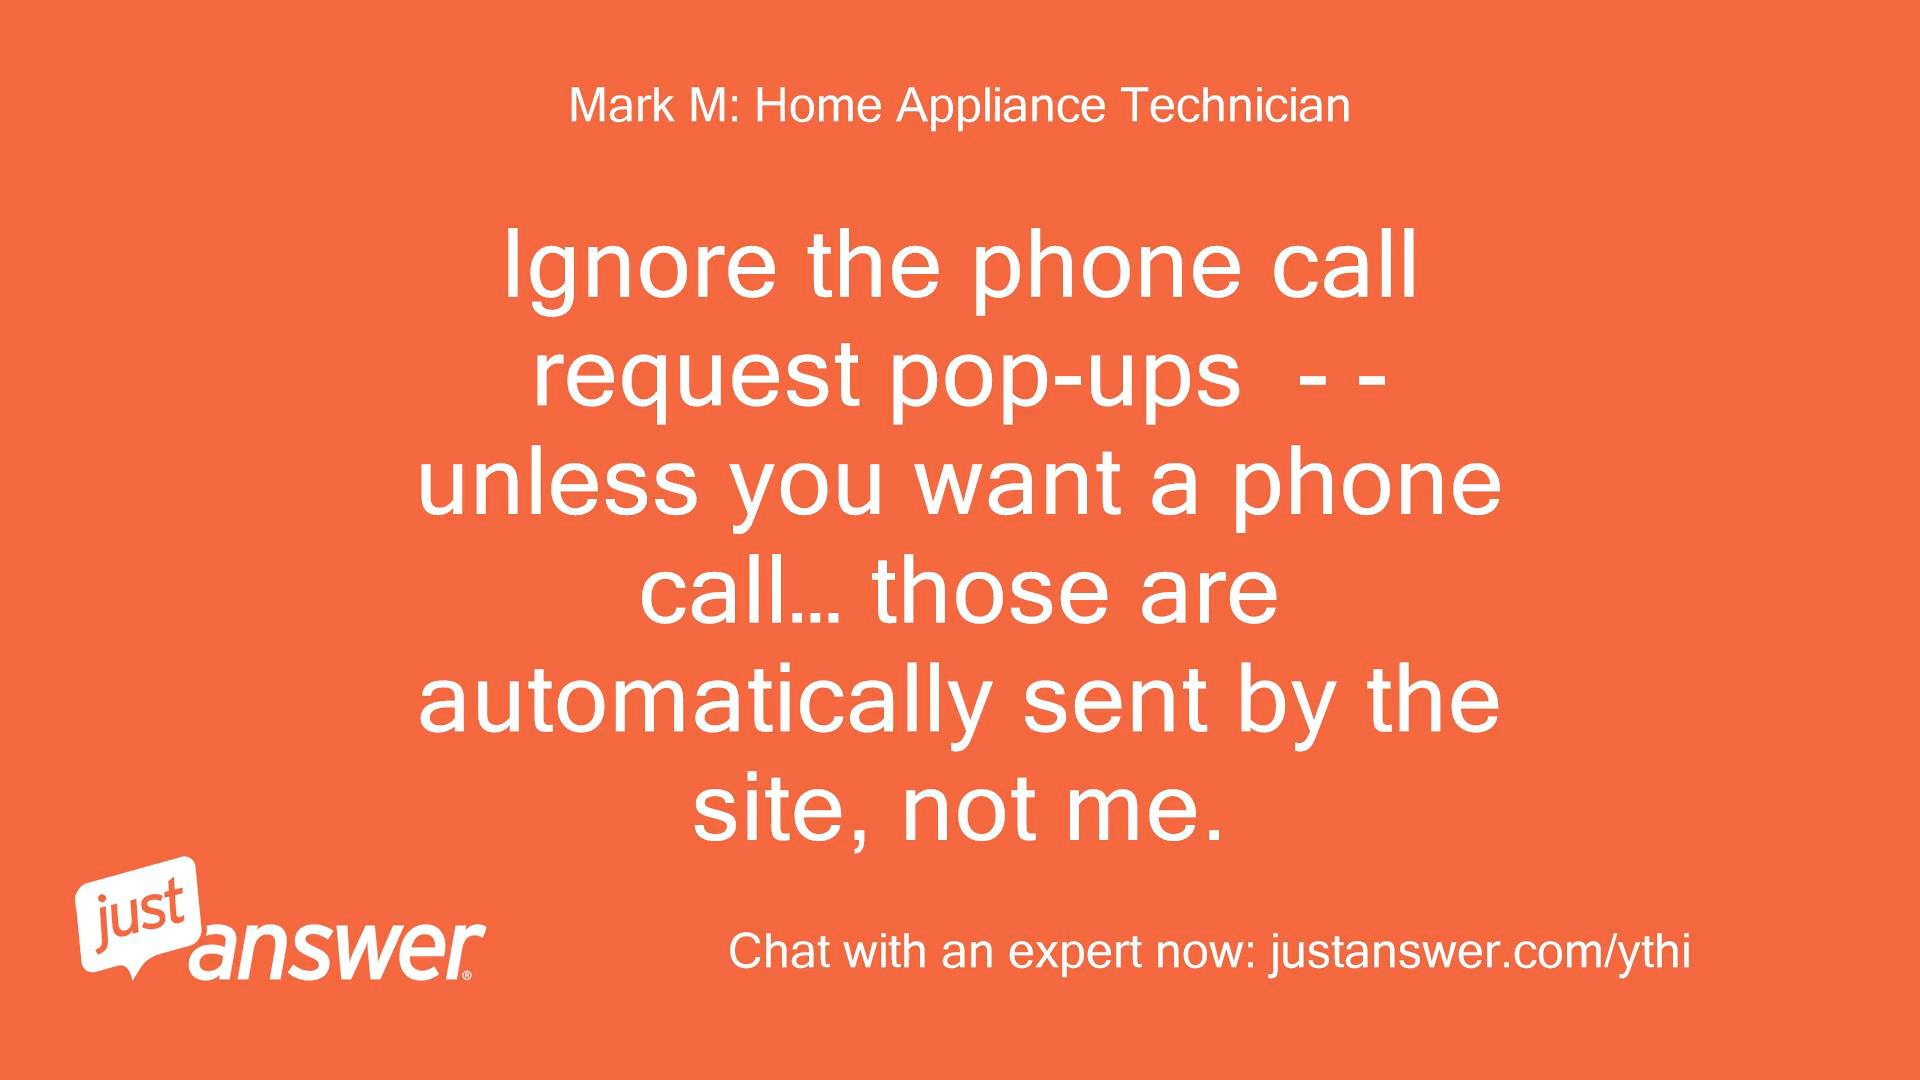 Mark M: Home Appliance Technician
Ignore the phone call
request pop-ups  - -
unless you want a phone
call... those are
automatically sent by the
site, not me.
just
answer®
Chat with an expert now: justanswer.com/ythi